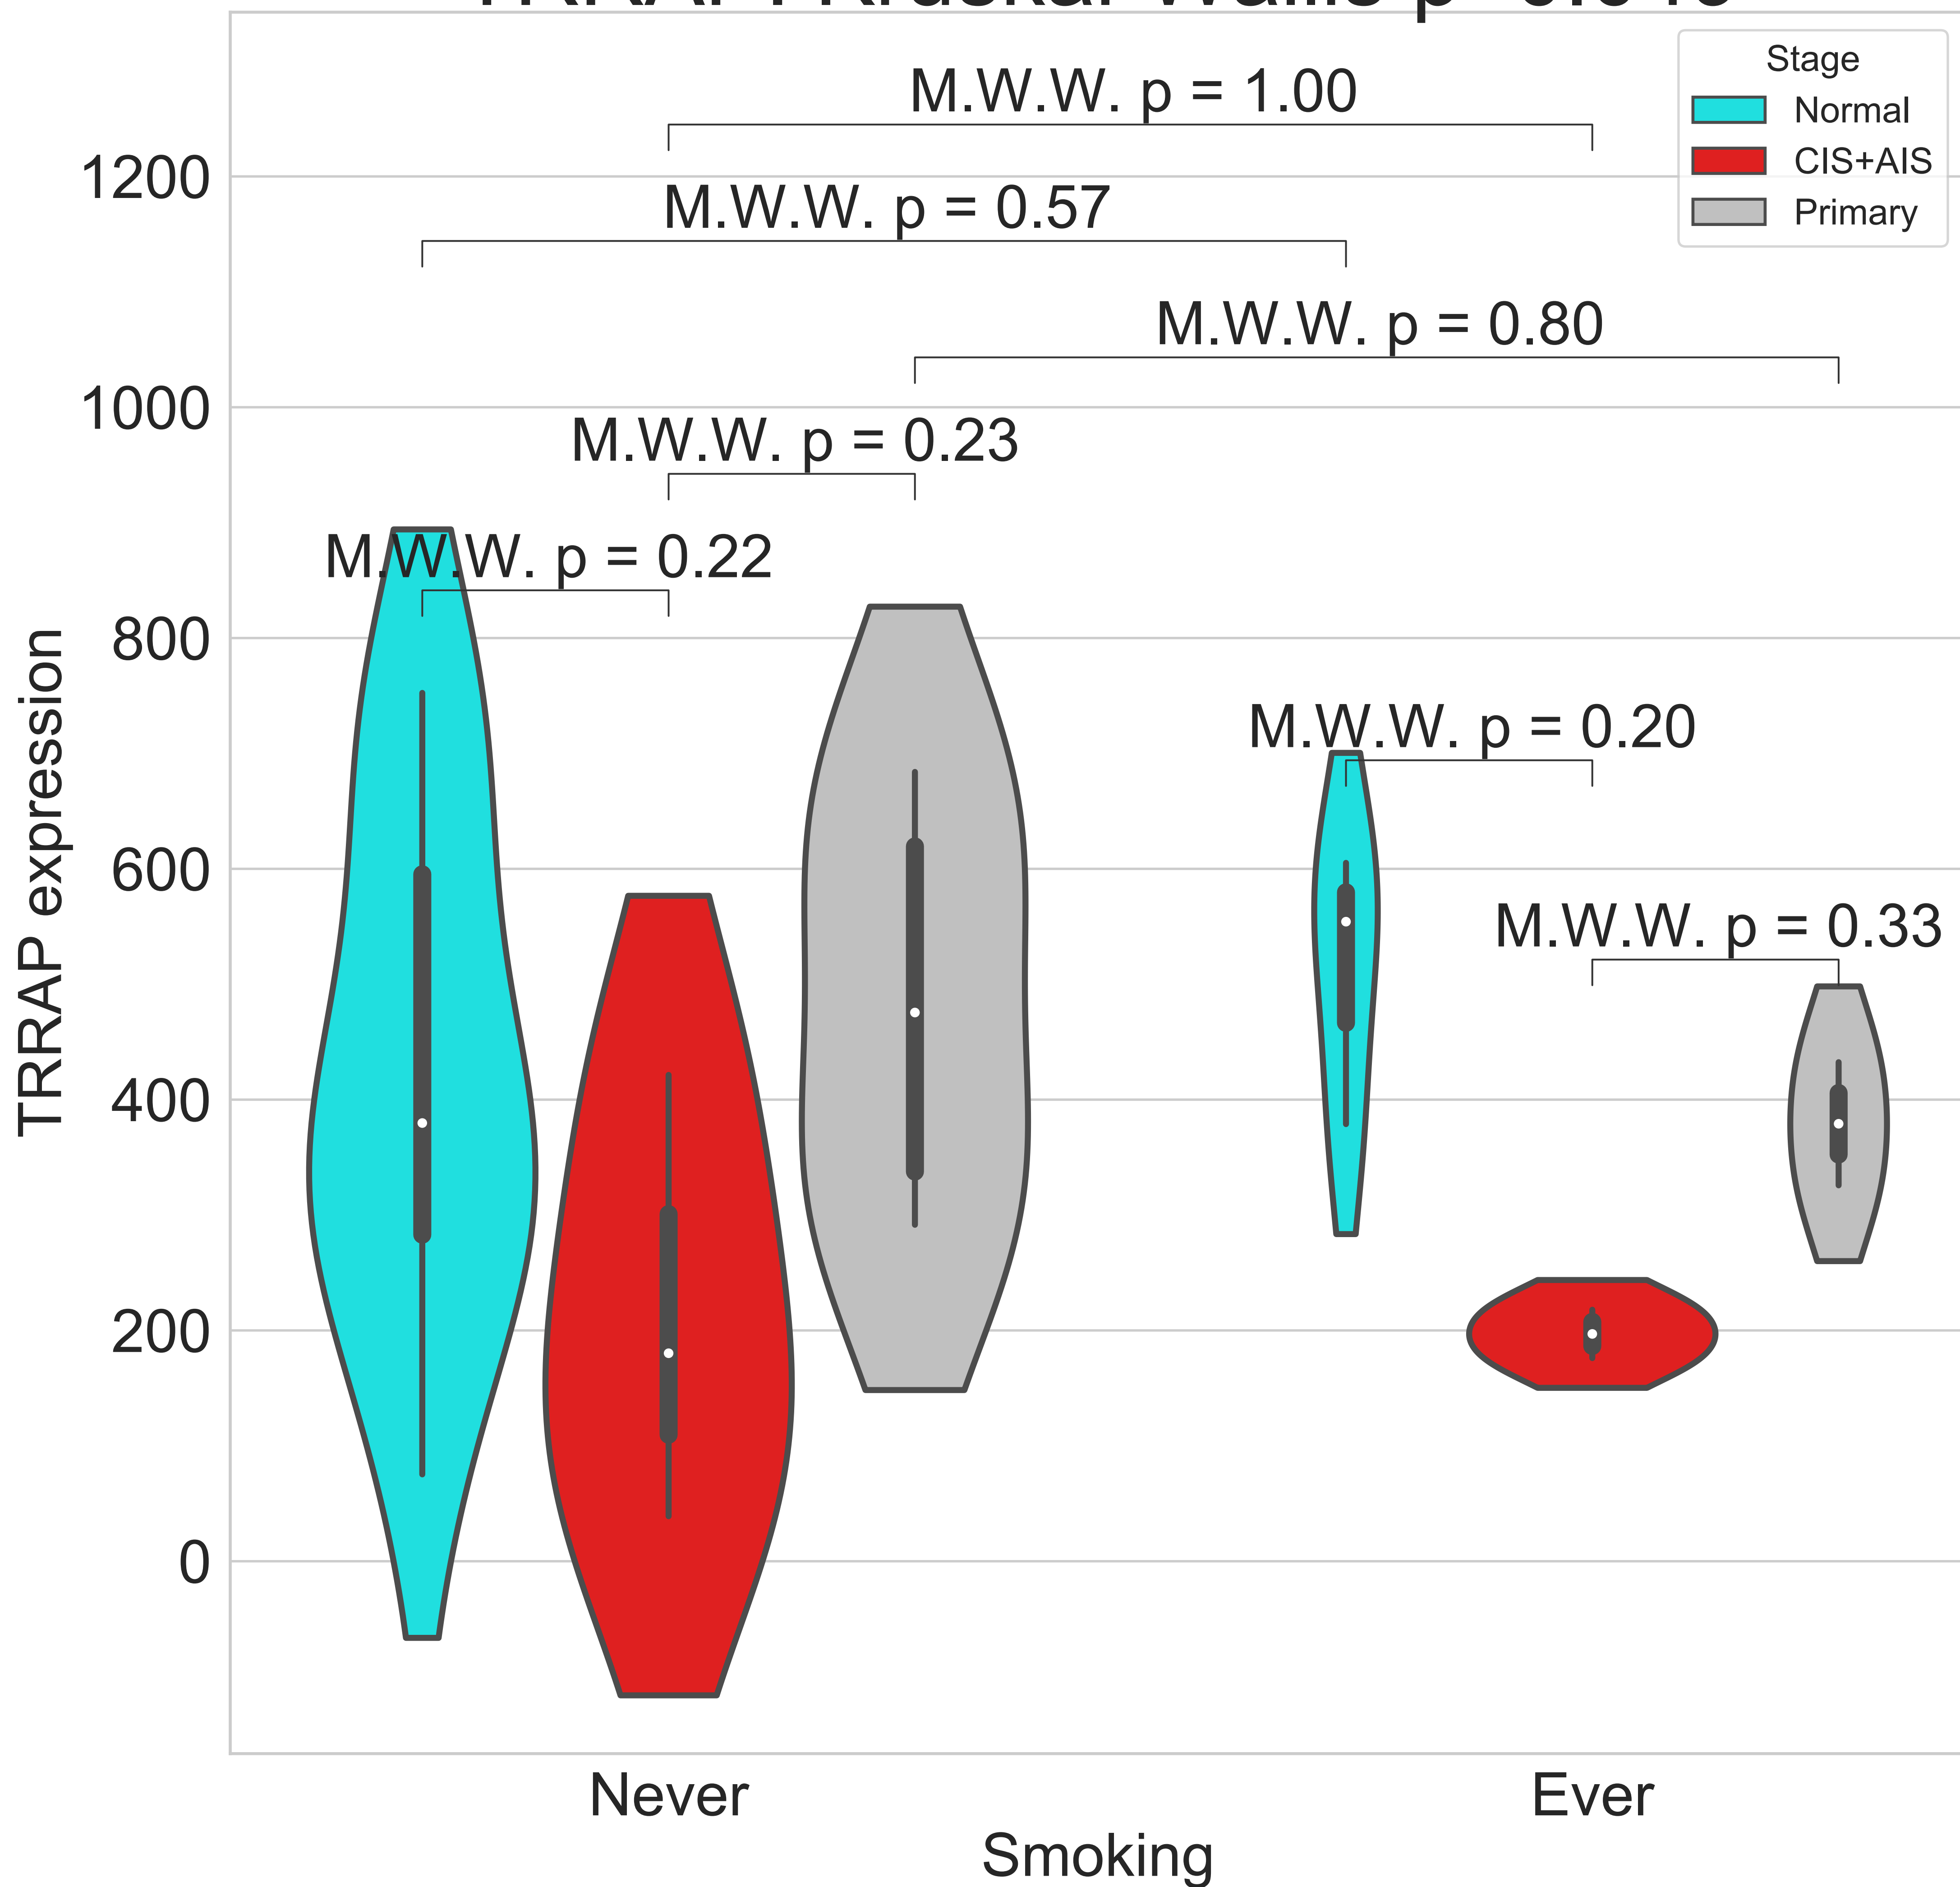 Stage
Normal
CIS+AIS
Primary
M.W.W. p = 1.00
M.W.W. p = 0.57
M.W.W. p = 0.80
M.W.W. p = 0.23
M.W.W. p = 0.22
M.W.W. p = 0.20
M.W.W. p = 0.33
1200
1000
800
600
400
200
0
TRRAP expression
Never
Ever
Smoking